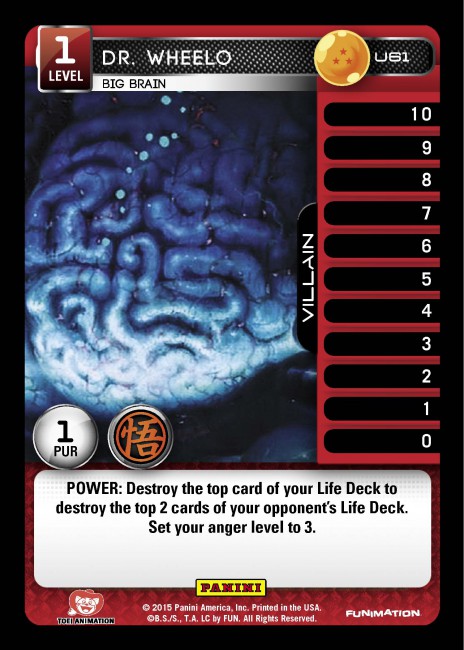 1
LEVEL
DR. WHEELO
U61
BIG BRAIN
10
9
8
7
6
5
4
3
2
1
0
VILLAIN
1
PUR
悟
POWER: Destroy the top card of your Life Deck to
destroy the top 2 cards of your opponent's Life Deck.
Set your anger level to 3.
PANINI
TOEI ANIMATION
© 2015 Panini America, Inc. Printed in the USA.
©B.S./S., T.A. LC by FUN. All Rights Reserved.
FUNIMATION